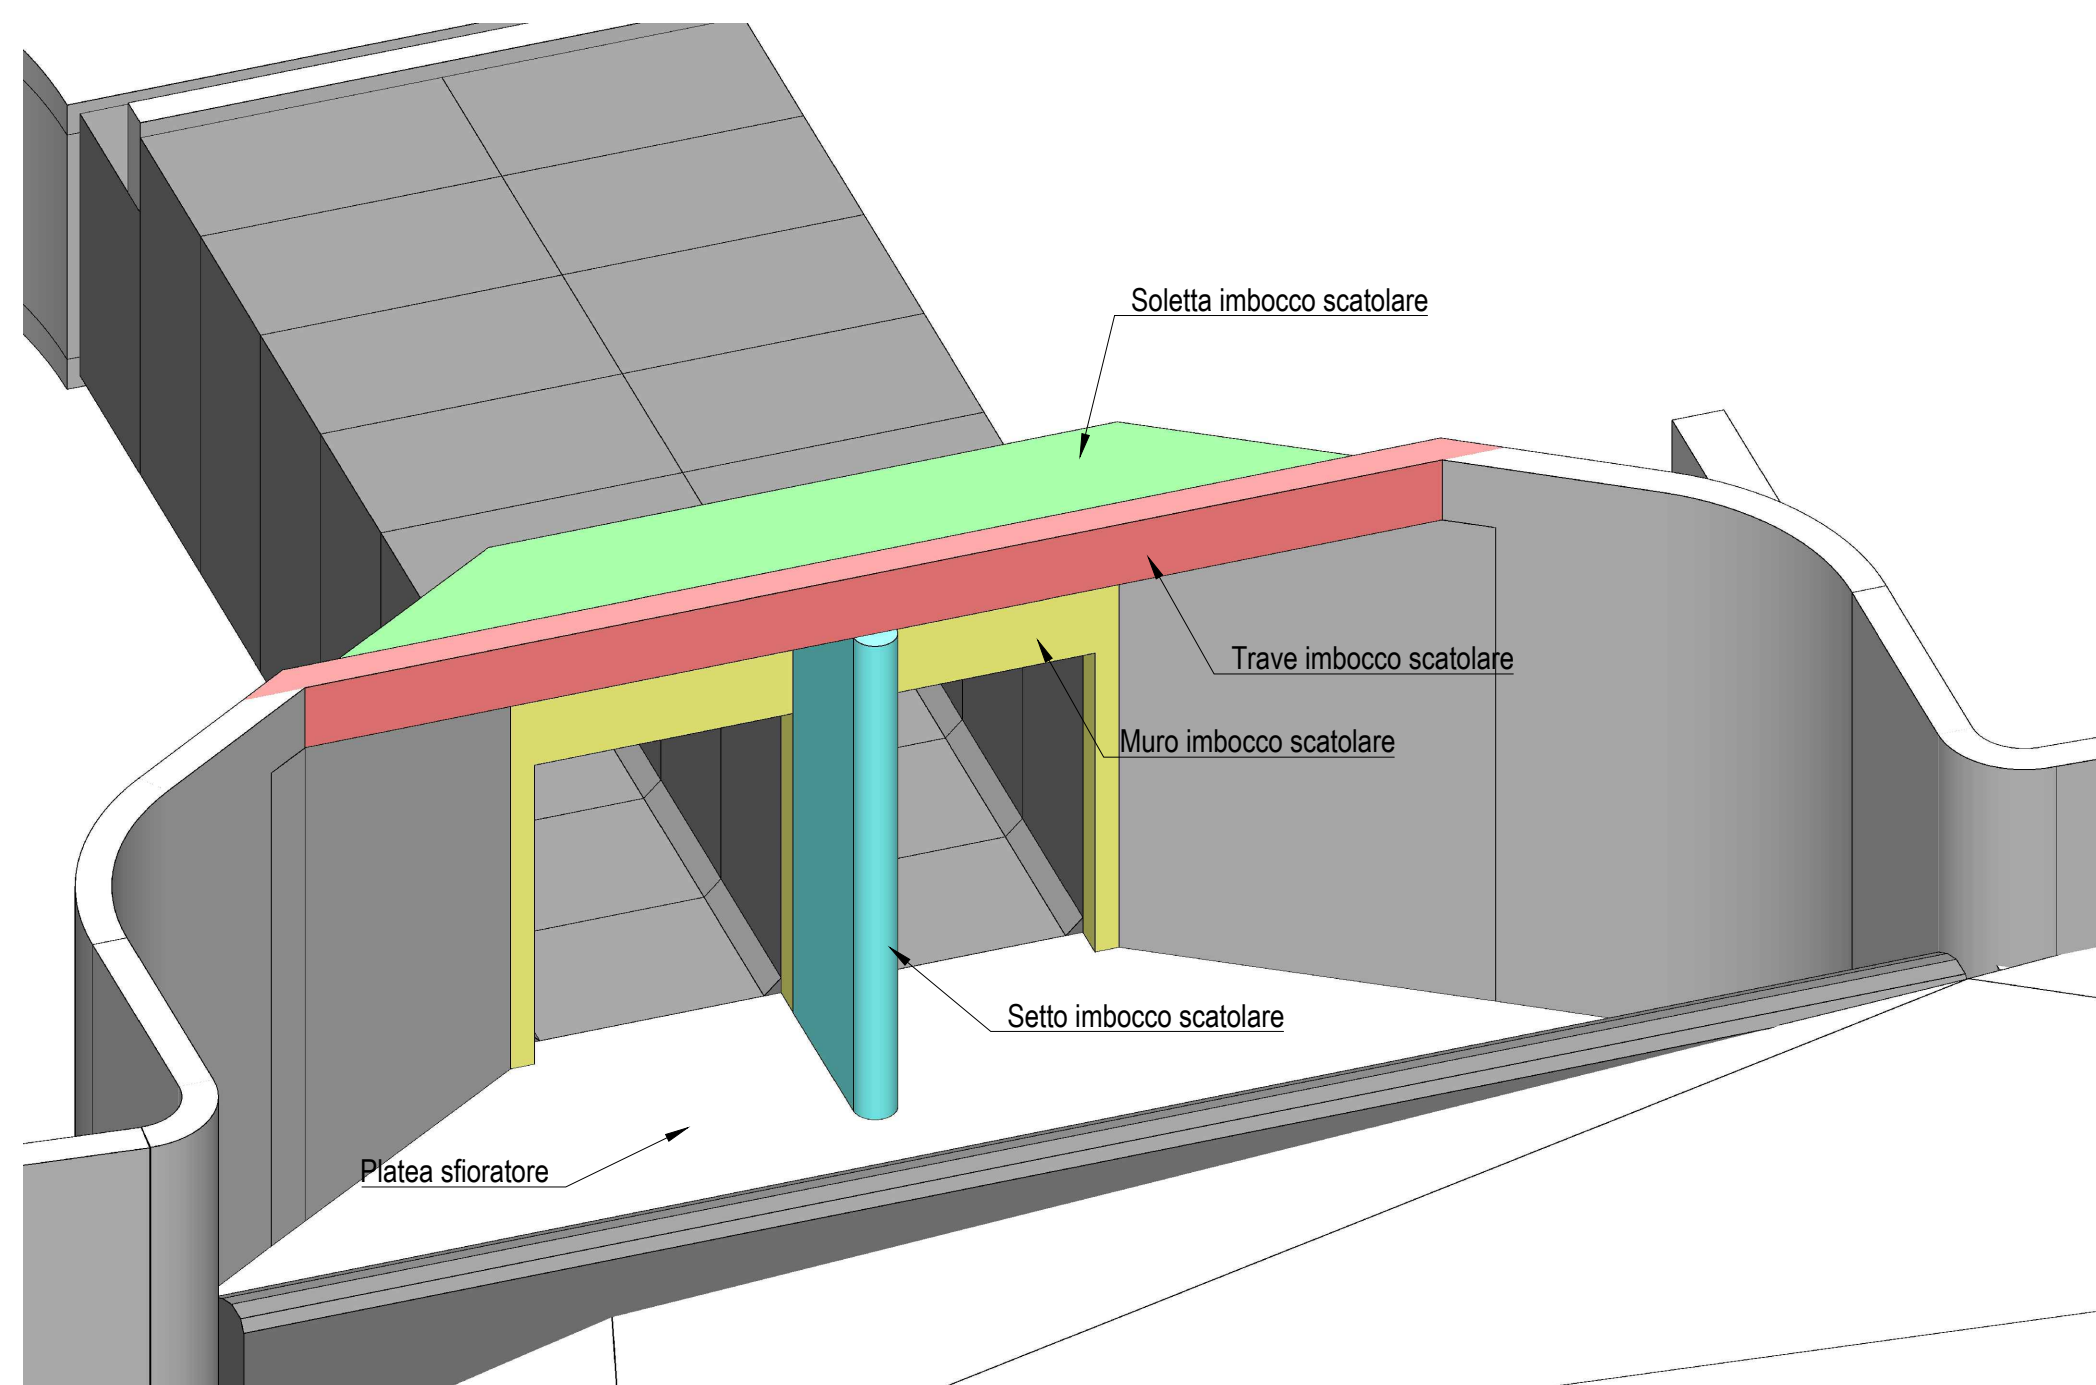 Soletta imbocco scatolare
Trave imbocco scatolare
Muro imbocco scatolare
Setto imbocco scatolare
Platea sfioratore